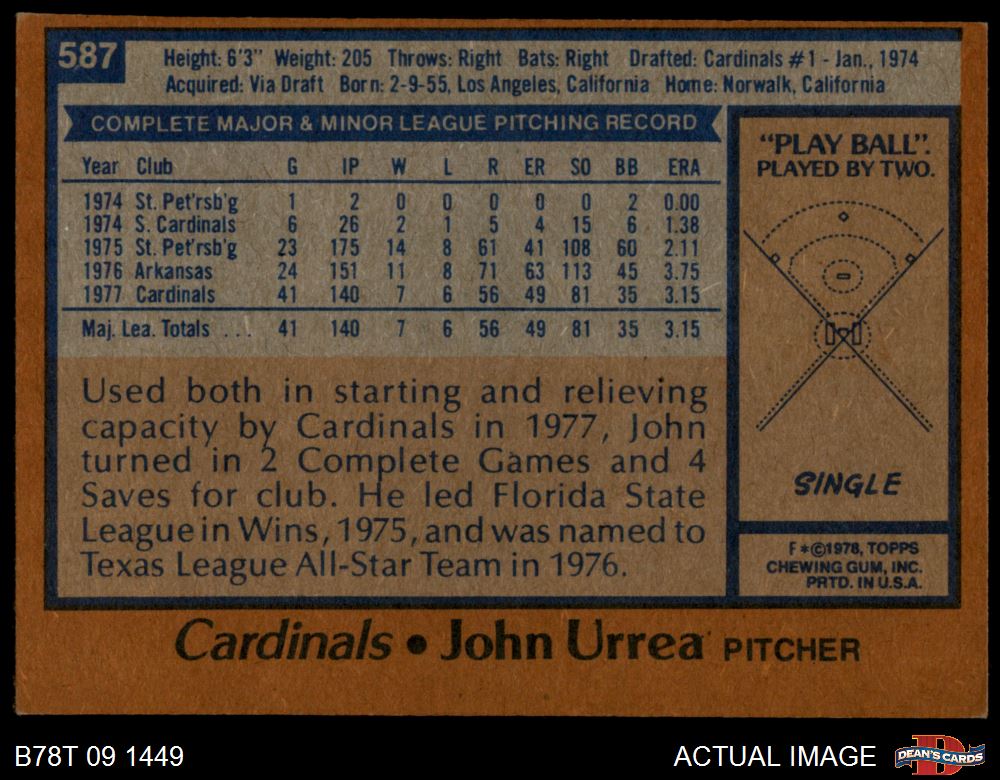 587
Height: 6'3" Weight: 205 Throws: Right Bats: Right Drafted: Cardinals #1 - Jan., 1974
Acquired: Via Draft Born: 2-9-55, Los Angeles, California Home: Norwalk, California
COMPLETE MAJOR & MINOR LEAGUE PITCHING RECORD
Year Club G IP W L R ER SO BB ERA
1974 St. Pet'rsb'g 1 2 0 0 0 0 0 2 0.00
1974 S. Cardinals 6 26 2 1 5 4 15 6 1.38
1975 St. Pet'rsb'g 23 175 14 8 61 41 108 60 2.11
1976 Arkansas 24 151 11 8 71 63 113 45 3.75
1977 Cardinals 41 140 7 6 56 49 81 35 3.15
Maj. Lea. Totals ... 41 140 7 6 56 49 81 35 3.15
Used both in starting and relieving
capacity by Cardinals in 1977, John
turned in 2 Complete Games and 4
Saves for club. He led Florida State
League in Wins, 1975, and was named to
Texas League All-Star Team in 1976.
"PLAY BALL".
PLAYED BY TWO.
SINGLE
F*©1978, TOPPS
CHEWING GUM, INC.
PRTD. IN U.S.A.
Cardinals • John Urrea PITCHER
B78T 09 1449
ACTUAL IMAGE
D
DEAN'S CARDS